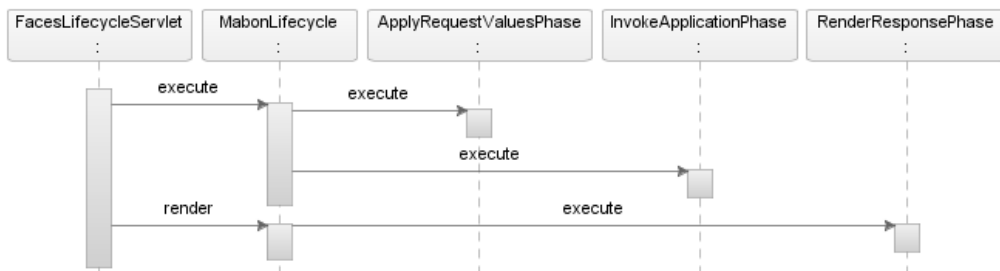 FacesLifecycleServlet
:
MabonLifecycle
:
ApplyRequestValuesPhase
:
InvokeApplicationPhase
:
RenderResponsePhase
:
execute
execute
execute
render
execute